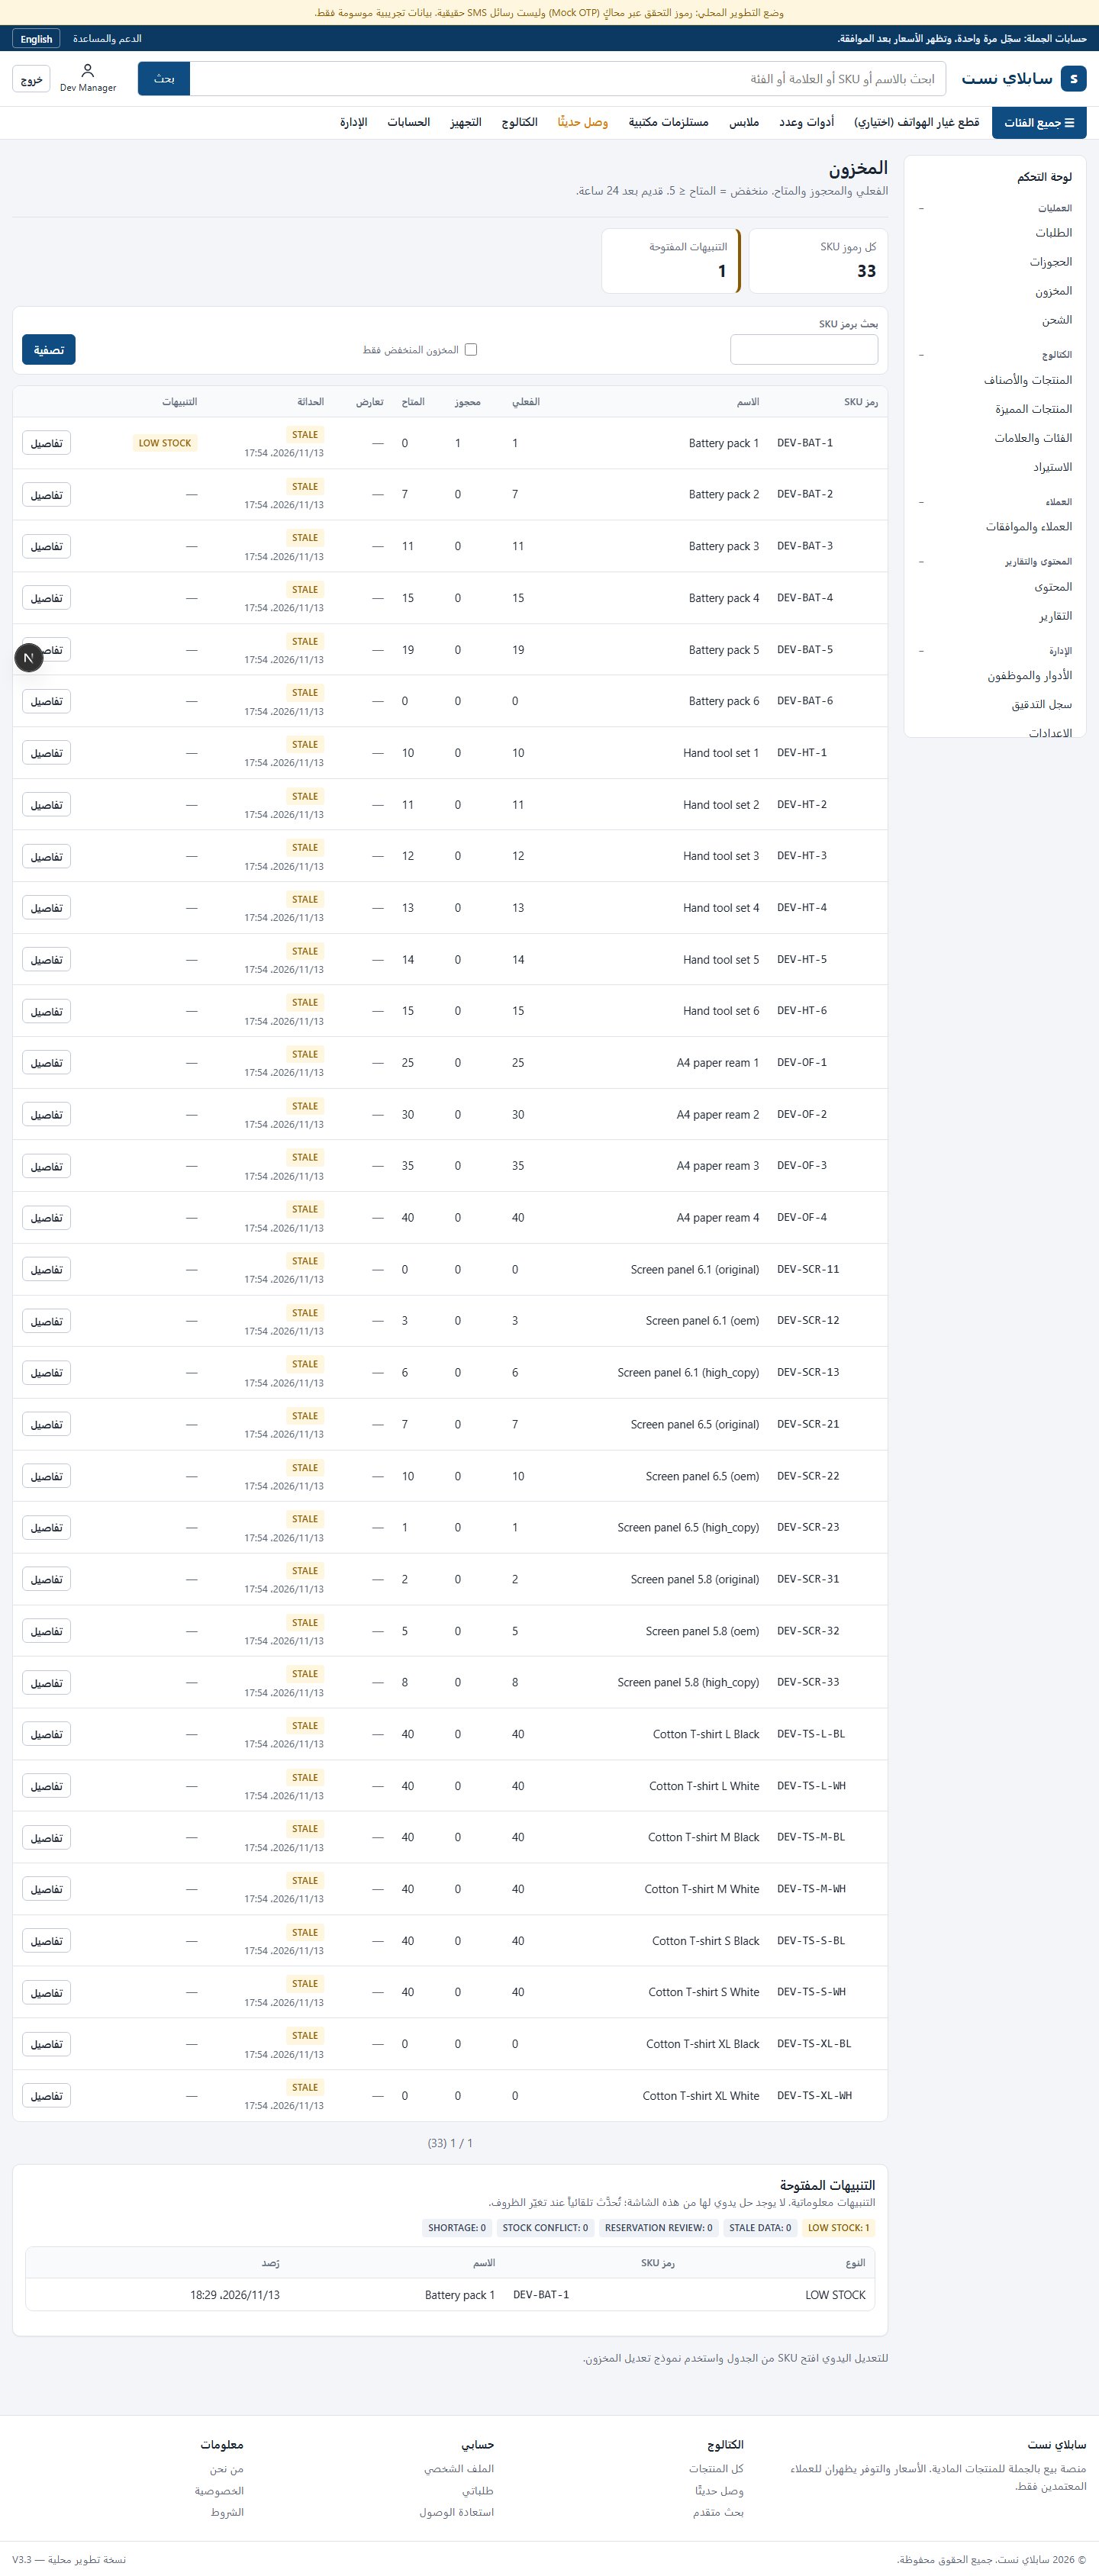 وضع التطوير المحلي: رموز التحقق عبر محاكٍ (Mock OTP) وليست رسائل SMS حقيقية. بيانات تجريبية موسومة فقط.
حسابات الجملة: سجّل مرة واحدة، وتظهر الأسعار بعد الموافقة.
الدعم والمساعدة
English
S سابلاي نست
ابحث بالاسم أو SKU أو العلامة أو الفئة
بحث
Dev Manager
خروج
☰ جميع الفئات قطع غيار الهواتف (اختياري) أدوات وعدد ملابس مستلزمات مكتبية وصل حديثًا الكتالوج التجهيز الحسابات الإدارة
لوحة التحكم
العمليات –
الطلبات
الحجوزات
المخزون
الشحن
الكتالوج –
المنتجات والأصناف
المنتجات المميزة
الفئات والعلامات
الاستيراد
العملاء –
العملاء والموافقات
المحتوى والتقارير –
المحتوى
التقارير
الإدارة –
الأدوار والموظفون
سجل التدقيق
الإعدادات
المخزون
الفعلي والمحجوز والمتاح. منخفض = المتاح ≤ 5. قديم بعد 24 ساعة.
كل رموز SKU
33
التنبيهات المفتوحة
1
بحث برمز SKU
المخزون المنخفض فقط
تصفية
رمز SKU الاسم الفعلي محجوز المتاح تعارض الحداثة التنبيهات
DEV-BAT-1 Battery pack 1 1 1 0 — STALE 2026/11/13، 17:54 LOW STOCK تفاصيل
DEV-BAT-2 Battery pack 2 7 0 7 — STALE 2026/11/13، 17:54 — تفاصيل
DEV-BAT-3 Battery pack 3 11 0 11 — STALE 2026/11/13، 17:54 — تفاصيل
DEV-BAT-4 Battery pack 4 15 0 15 — STALE 2026/11/13، 17:54 — تفاصيل
DEV-BAT-5 Battery pack 5 19 0 19 — STALE 2026/11/13، 17:54 —
DEV-BAT-6 Battery pack 6 0 0 0 — STALE 2026/11/13، 17:54 — تفاصيل
DEV-HT-1 Hand tool set 1 10 0 10 — STALE 2026/11/13، 17:54 — تفاصيل
DEV-HT-2 Hand tool set 2 11 0 11 — STALE 2026/11/13، 17:54 — تفاصيل
DEV-HT-3 Hand tool set 3 12 0 12 — STALE 2026/11/13، 17:54 — تفاصيل
DEV-HT-4 Hand tool set 4 13 0 13 — STALE 2026/11/13، 17:54 — تفاصيل
DEV-HT-5 Hand tool set 5 14 0 14 — STALE 2026/11/13، 17:54 — تفاصيل
DEV-HT-6 Hand tool set 6 15 0 15 — STALE 2026/11/13، 17:54 — تفاصيل
DEV-OF-1 A4 paper ream 1 25 0 25 — STALE 2026/11/13، 17:54 — تفاصيل
DEV-OF-2 A4 paper ream 2 30 0 30 — STALE 2026/11/13، 17:54 — تفاصيل
DEV-OF-3 A4 paper ream 3 35 0 35 — STALE 2026/11/13، 17:54 — تفاصيل
DEV-OF-4 A4 paper ream 4 40 0 40 — STALE 2026/11/13، 17:54 — تفاصيل
DEV-SCR-11 Screen panel 6.1 (original) 0 0 0 — STALE 2026/11/13، 17:54 — تفاصيل
DEV-SCR-12 Screen panel 6.1 (oem) 3 0 3 — STALE 2026/11/13، 17:54 — تفاصيل
DEV-SCR-13 Screen panel 6.1 (high_copy) 6 0 6 — STALE 2026/11/13، 17:54 — تفاصيل
DEV-SCR-21 Screen panel 6.5 (original) 7 0 7 — STALE 2026/11/13، 17:54 — تفاصيل
DEV-SCR-22 Screen panel 6.5 (oem) 10 0 10 — STALE 2026/11/13، 17:54 — تفاصيل
DEV-SCR-23 Screen panel 6.5 (high_copy) 1 0 1 — STALE 2026/11/13، 17:54 — تفاصيل
DEV-SCR-31 Screen panel 5.8 (original) 2 0 2 — STALE 2026/11/13، 17:54 — تفاصيل
DEV-SCR-32 Screen panel 5.8 (oem) 5 0 5 — STALE 2026/11/13، 17:54 — تفاصيل
DEV-SCR-33 Screen panel 5.8 (high_copy) 8 0 8 — STALE 2026/11/13، 17:54 — تفاصيل
DEV-TS-L-BL Cotton T-shirt L Black 40 0 40 — STALE 2026/11/13، 17:54 — تفاصيل
DEV-TS-L-WH Cotton T-shirt L White 40 0 40 — STALE 2026/11/13، 17:54 — تفاصيل
DEV-TS-M-BL Cotton T-shirt M Black 40 0 40 — STALE 2026/11/13، 17:54 — تفاصيل
DEV-TS-M-WH Cotton T-shirt M White 40 0 40 — STALE 2026/11/13، 17:54 — تفاصيل
DEV-TS-S-BL Cotton T-shirt S Black 40 0 40 — STALE 2026/11/13، 17:54 — تفاصيل
DEV-TS-S-WH Cotton T-shirt S White 40 0 40 — STALE 2026/11/13، 17:54 — تفاصيل
DEV-TS-XL-BL Cotton T-shirt XL Black 0 0 0 — STALE 2026/11/13، 17:54 — تفاصيل
DEV-TS-XL-WH Cotton T-shirt XL White 0 0 0 — STALE 2026/11/13، 17:54 — تفاصيل
1 / 1 (33)
التنبيهات المفتوحة
التنبيهات معلوماتية. لا يوجد حل يدوي لها من هذه الشاشة؛ تُحدَّث تلقائياً عند تغيّر الظروف.
LOW STOCK: 1 STALE DATA: 0 RESERVATION REVIEW: 0 STOCK CONFLICT: 0 SHORTAGE: 0
النوع رمز SKU الاسم رُصد
LOW STOCK DEV-BAT-1 Battery pack 1 2026/11/13، 18:29
للتعديل اليدوي افتح SKU من الجدول واستخدم نموذج تعديل المخزون.
سابلاي نست
منصة بيع بالجملة للمنتجات المادية. الأسعار والتوفر يظهران للعملاء
المعتمدين فقط.
الكتالوج
كل المنتجات
وصل حديثًا
بحث متقدم
حسابي
الملف الشخصي
طلباتي
استعادة الوصول
معلومات
من نحن
الخصوصية
الشروط
© 2026 سابلاي نست. جميع الحقوق محفوظة.
نسخة تطوير محلية — V3.3